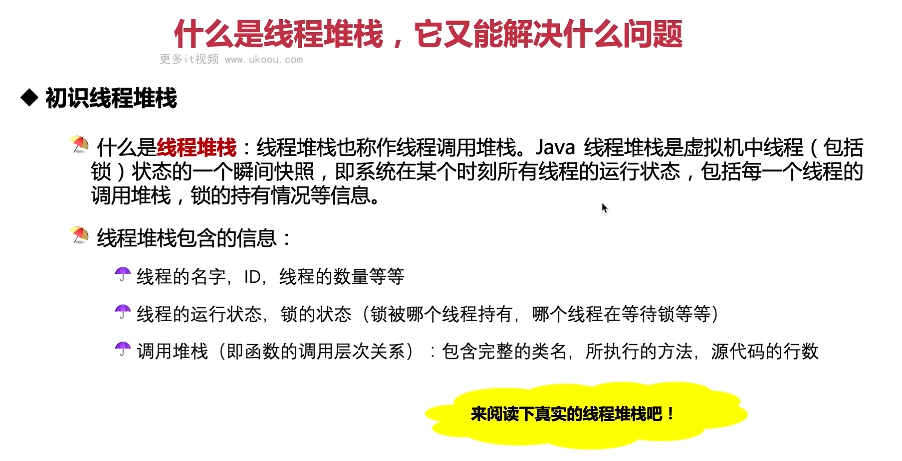 什么是线程堆栈，它又能解决什么问题
更多it视频 www.ukoou.com
初识线程堆栈
什么是线程堆栈：线程堆栈也称作线程调用堆栈。Java 线程堆栈是虚拟机中线程（包括
锁）状态的一个瞬间快照，即系统在某个时刻所有线程的运行状态，包括每一个线程的
调用堆栈，锁的持有情况等信息。
线程堆栈包含的信息：
线程的名字，ID，线程的数量等等
线程的运行状态，锁的状态（锁被哪个线程持有，哪个线程在等待锁等等）
调用堆栈（即函数的调用层次关系）：包含完整的类名，所执行的方法，源代码的行数
来阅读下真实的线程堆栈吧！